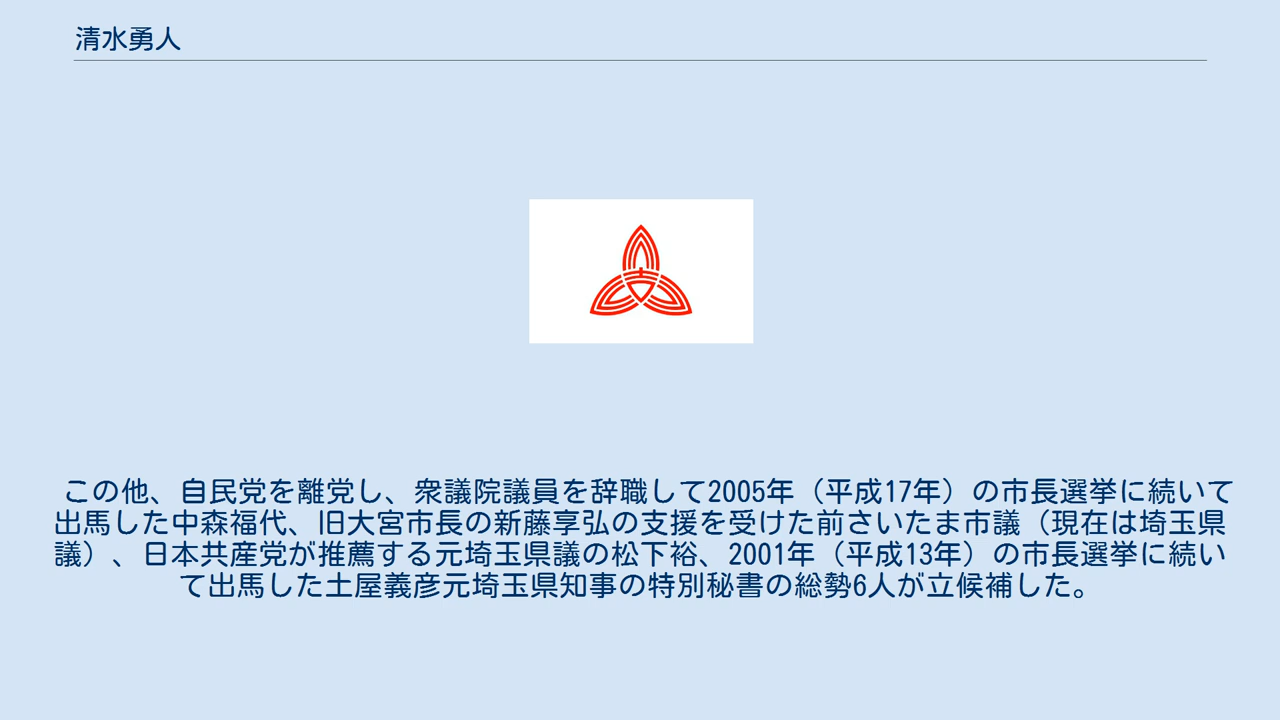 清水勇人
この他、自民党を離党し、衆議院議員を辞職して2005年（平成17年）の市長選挙に続いて
出馬した中森福代、旧大宮市長の新藤享弘の支援を受けた前さいたま市議（現在は埼玉県
議）、日本共産党が推薦する元埼玉県議の松下裕、2001年（平成13年）の市長選挙に続い
て出馬した土屋義彦元埼玉県知事の特別秘書の総勢6人が立候補した。